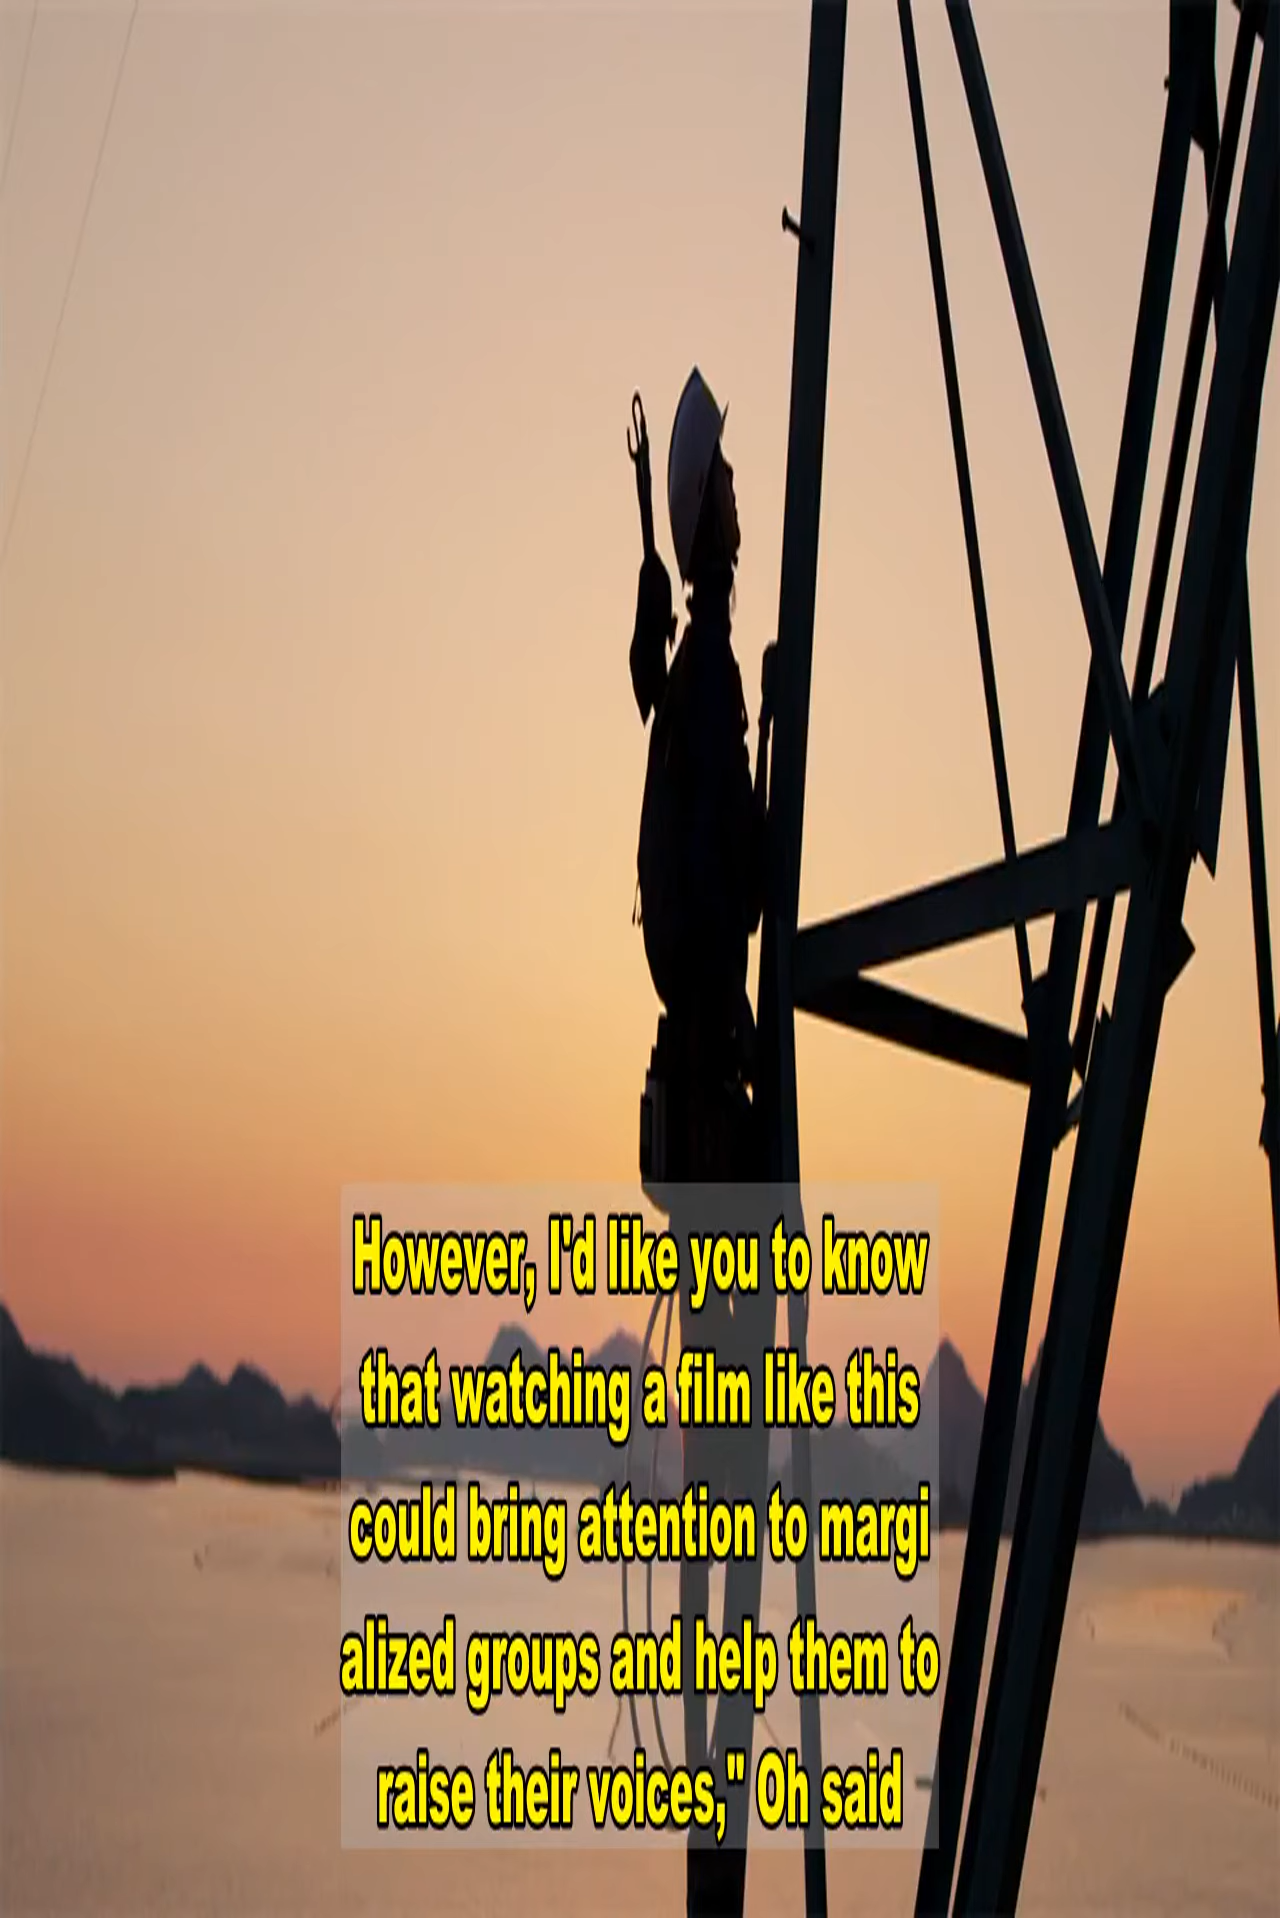 However, I'd like you to know
that watching a film like this
could bring attention to margi
alized groups and help them to
raise their voices," Oh said